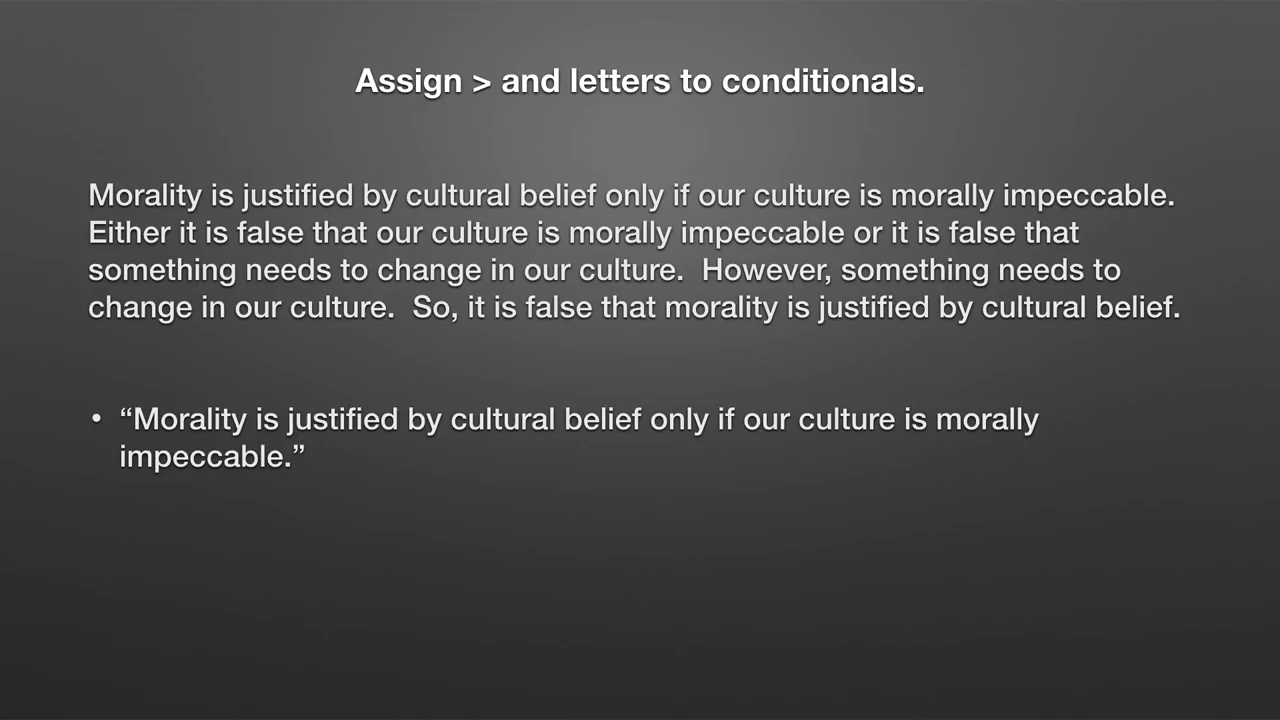 Assign > and letters to conditionals.
Morality is justified by cultural belief only if our culture is morally impeccable.
Either it is false that our culture is morally impeccable or it is false that
something needs to change in our culture.  However, something needs to
change in our culture.  So, it is false that morality is justified by cultural belief.
• “Morality is justified by cultural belief only if our culture is morally
impeccable.”